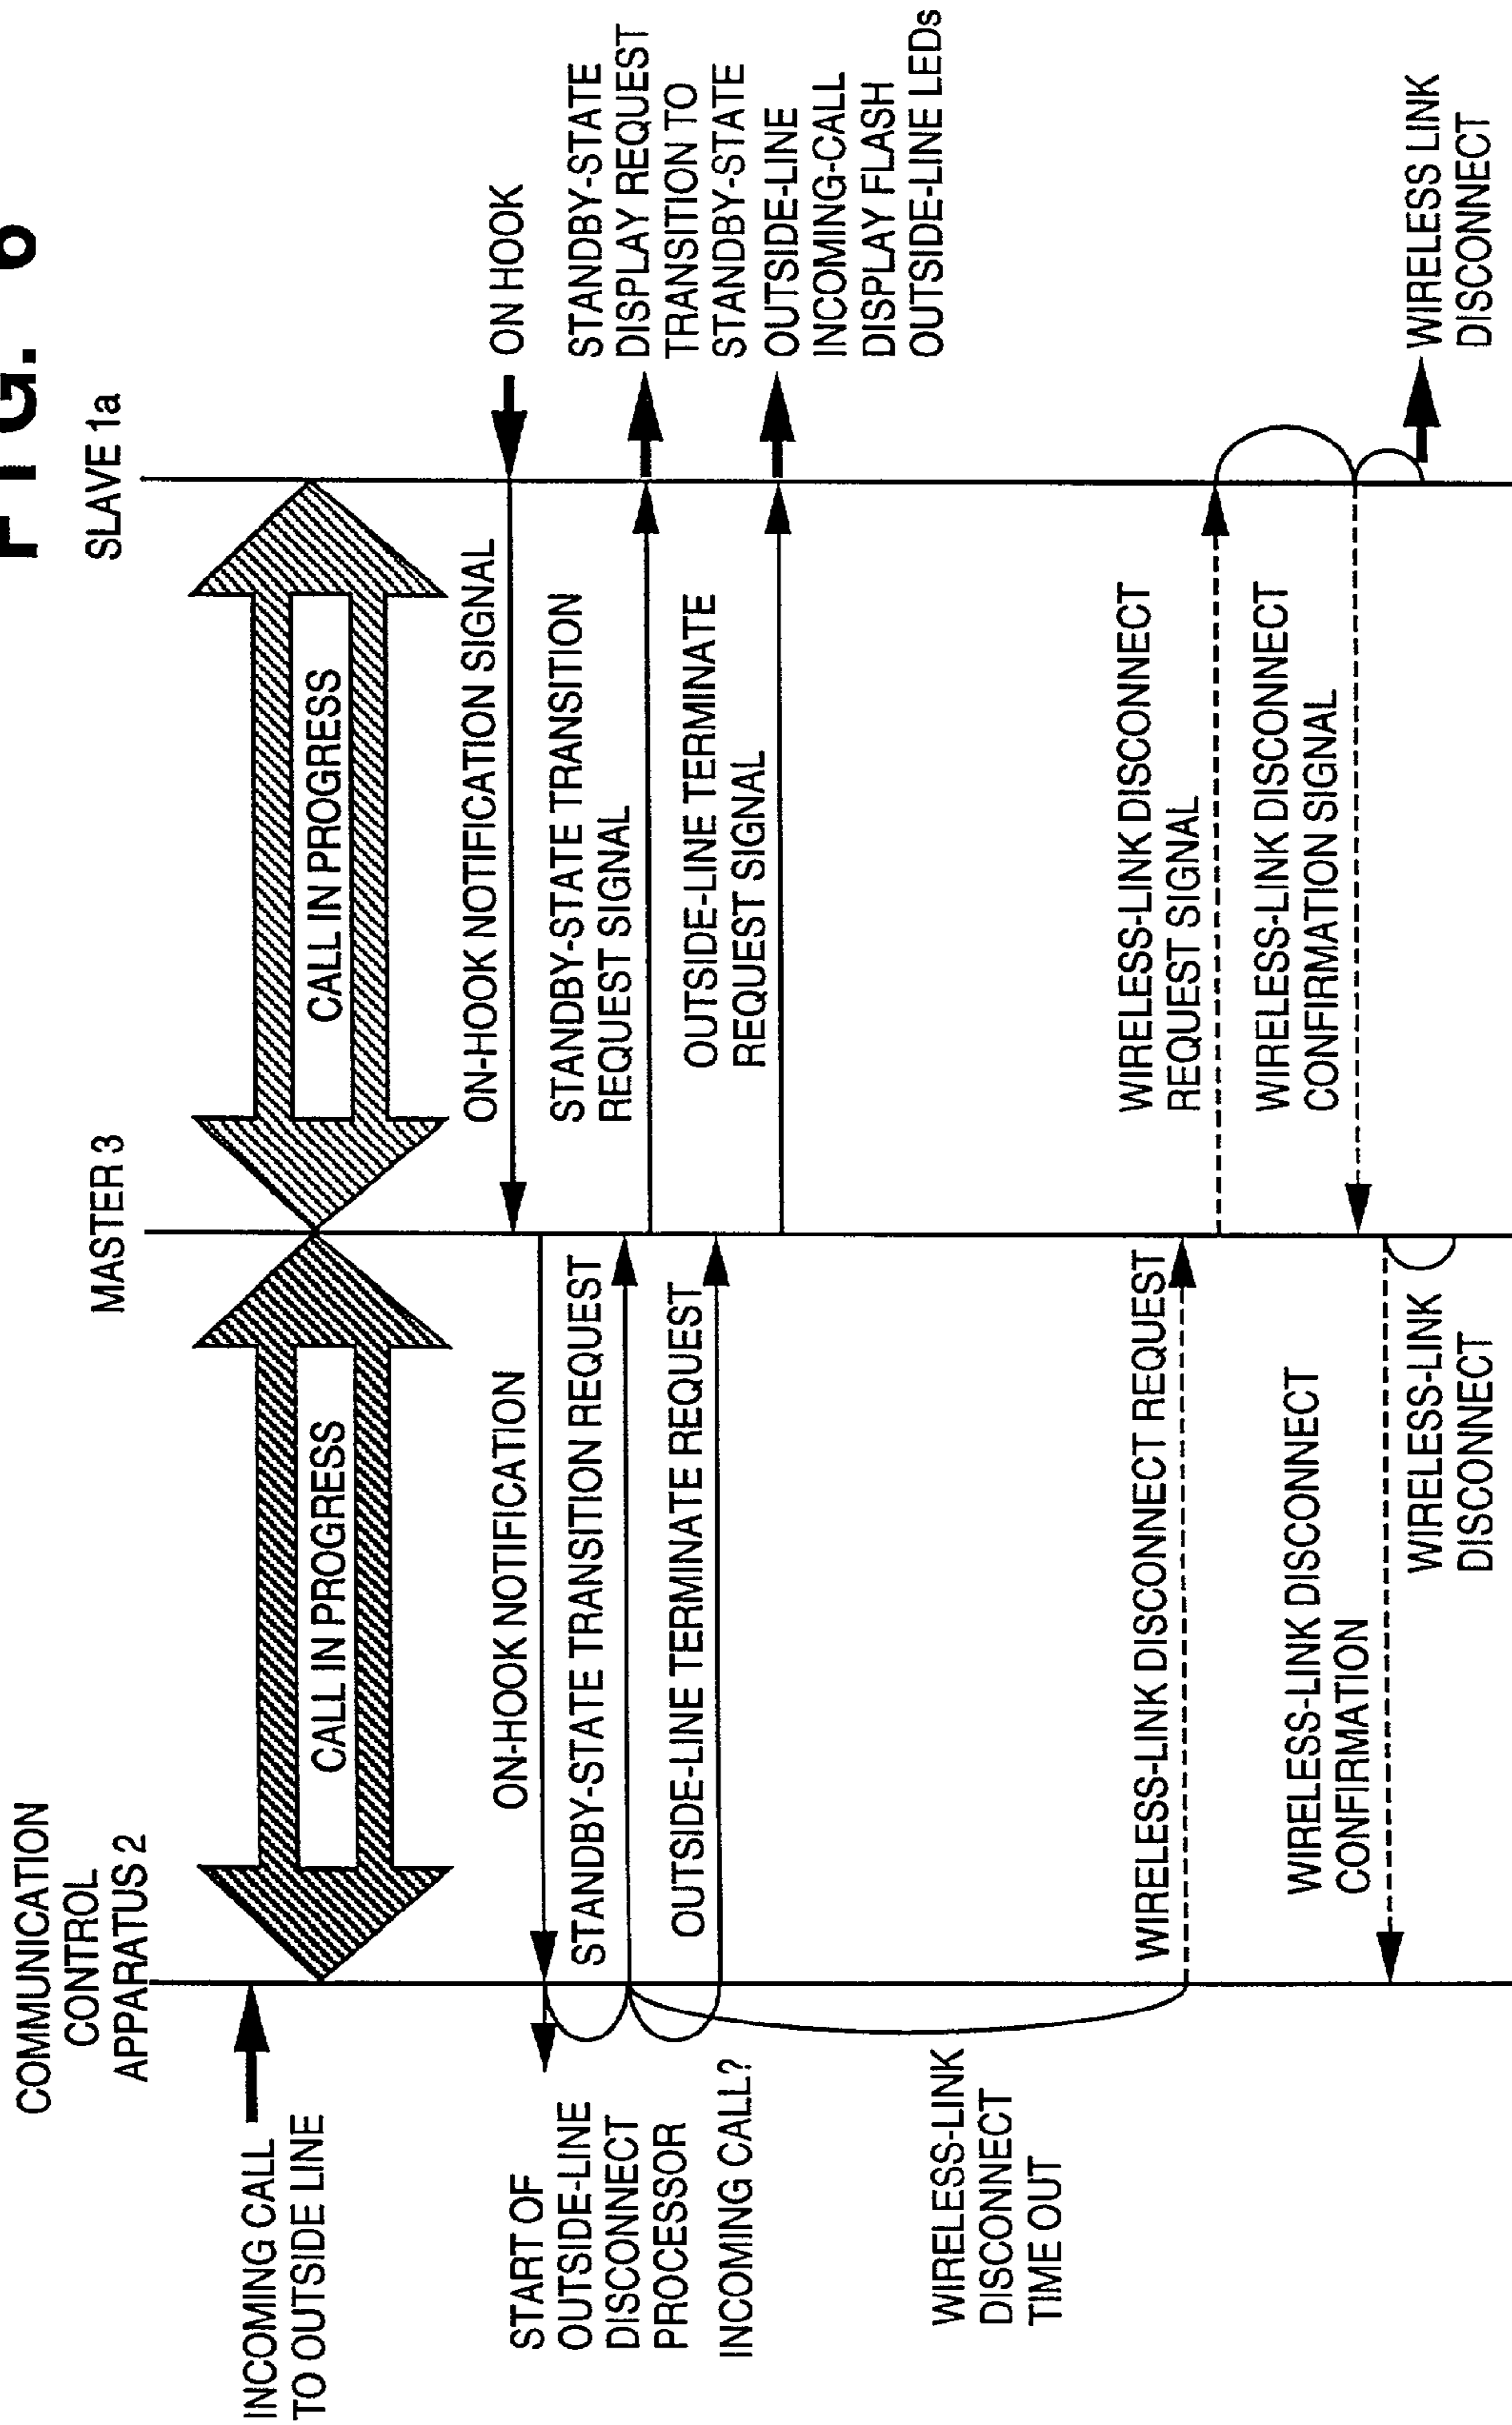 FIG. 6
COMMUNICATION
CONTROL
APPARATUS 2
MASTER 3
SLAVE 1a
INCOMING CALL
TO OUTSIDE LINE
CALL IN PROGRESS
CALL IN PROGRESS
ON HOOK
ON-HOOK NOTIFICATION SIGNAL
ON-HOOK NOTIFICATION
START OF
OUTSIDE-LINE
DISCONNECT
PROCESSOR
STANDBY-STATE TRANSITION REQUEST
STANDBY-STATE TRANSITION
REQUEST SIGNAL
STANDBY-STATE
DISPLAY REQUEST
TRANSITION TO
STANDBY-STATE
INCOMING CALL?
OUTSIDE-LINE TERMINATE REQUEST
OUTSIDE-LINE TERMINATE
REQUEST SIGNAL
OUTSIDE-LINE
INCOMING-CALL
DISPLAY FLASH
OUTSIDE-LINE LEDs
WIRELESS-LINK
DISCONNECT
TIME OUT
WIRELESS-LINK DISCONNECT REQUEST
WIRELESS-LINK DISCONNECT
REQUEST SIGNAL
WIRELESS-LINK DISCONNECT
CONFIRMATION SIGNAL
WIRELESS-LINK DISCONNECT
CONFIRMATION
WIRELESS-LINK
DISCONNECT
WIRELESS LINK
DISCONNECT